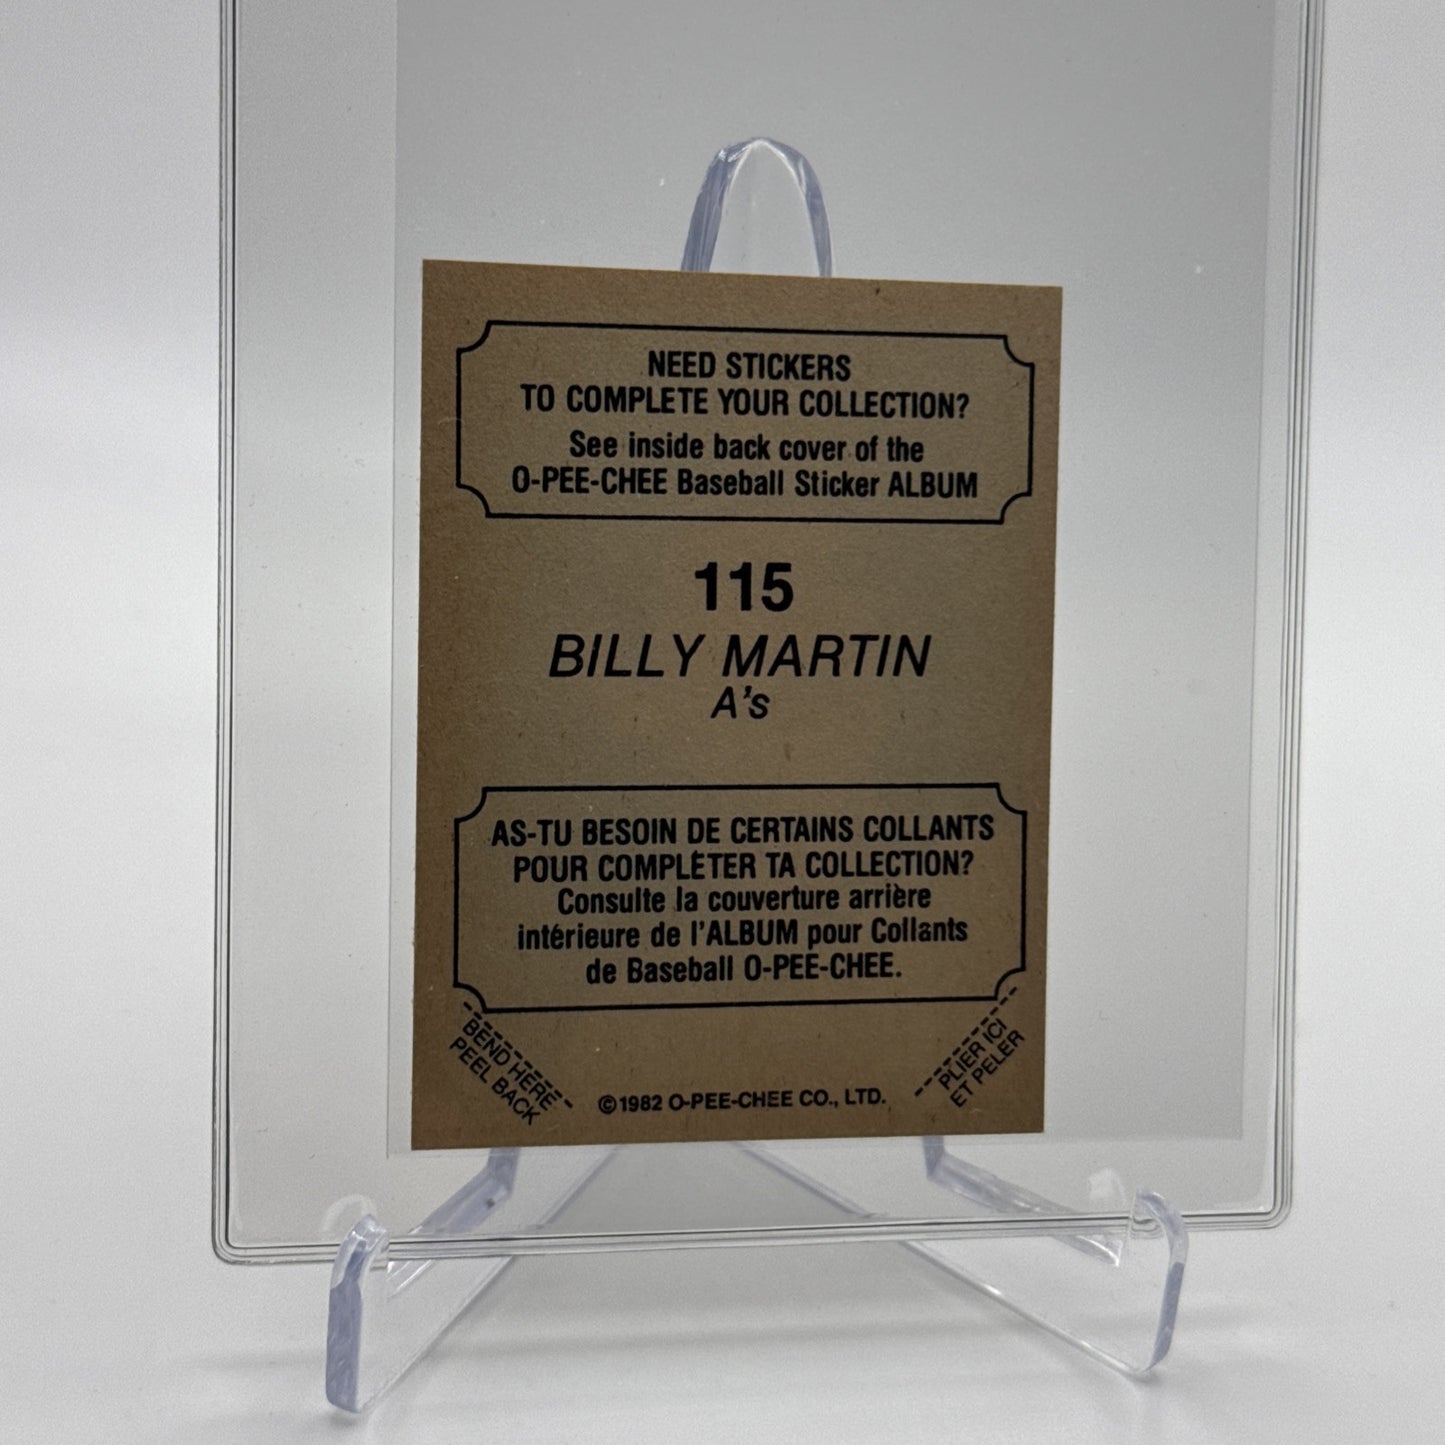 NEED STICKERS
TO COMPLETE YOUR COLLECTION?
See inside back cover of the
O-PEE-CHEE Baseball Sticker ALBUM
115
BILLY MARTIN
A's
AS-TU BESOIN DE CERTAINS COLLANTS
POUR COMPLÉTER TA COLLECTION?
Consulte la couverture arrière
intérieure de l'ALBUM pour Collants
de Baseball O-PEE-CHEE.
BEND HERE
PEEL BACK
©1982 O-PEE-CHEE CO., LTD.
PLIER ICI
ET PELER